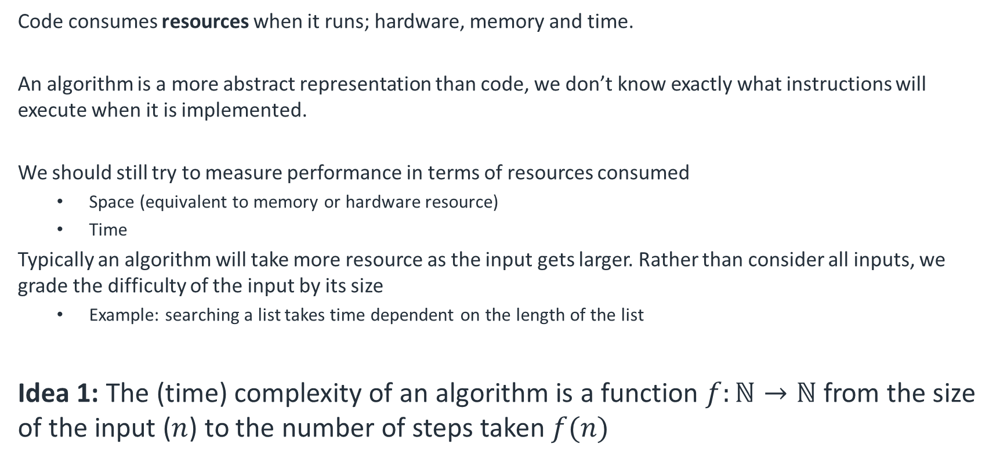 Code consumes resources when it runs; hardware, memory and time.
An algorithm is a more abstract representation than code, we don’t know exactly what instructions will
execute when it is implemented.
We should still try to measure performance in terms of resources consumed
• Space (equivalent to memory or hardware resource)
• Time
Typically an algorithm will take more resource as the input gets larger. Rather than consider all inputs, we
grade the difficulty of the input by its size
• Example: searching a list takes time dependent on the length of the list
Idea 1: The (time) complexity of an algorithm is a function f: ℕ → ℕ from the size
of the input (n) to the number of steps taken f(n)